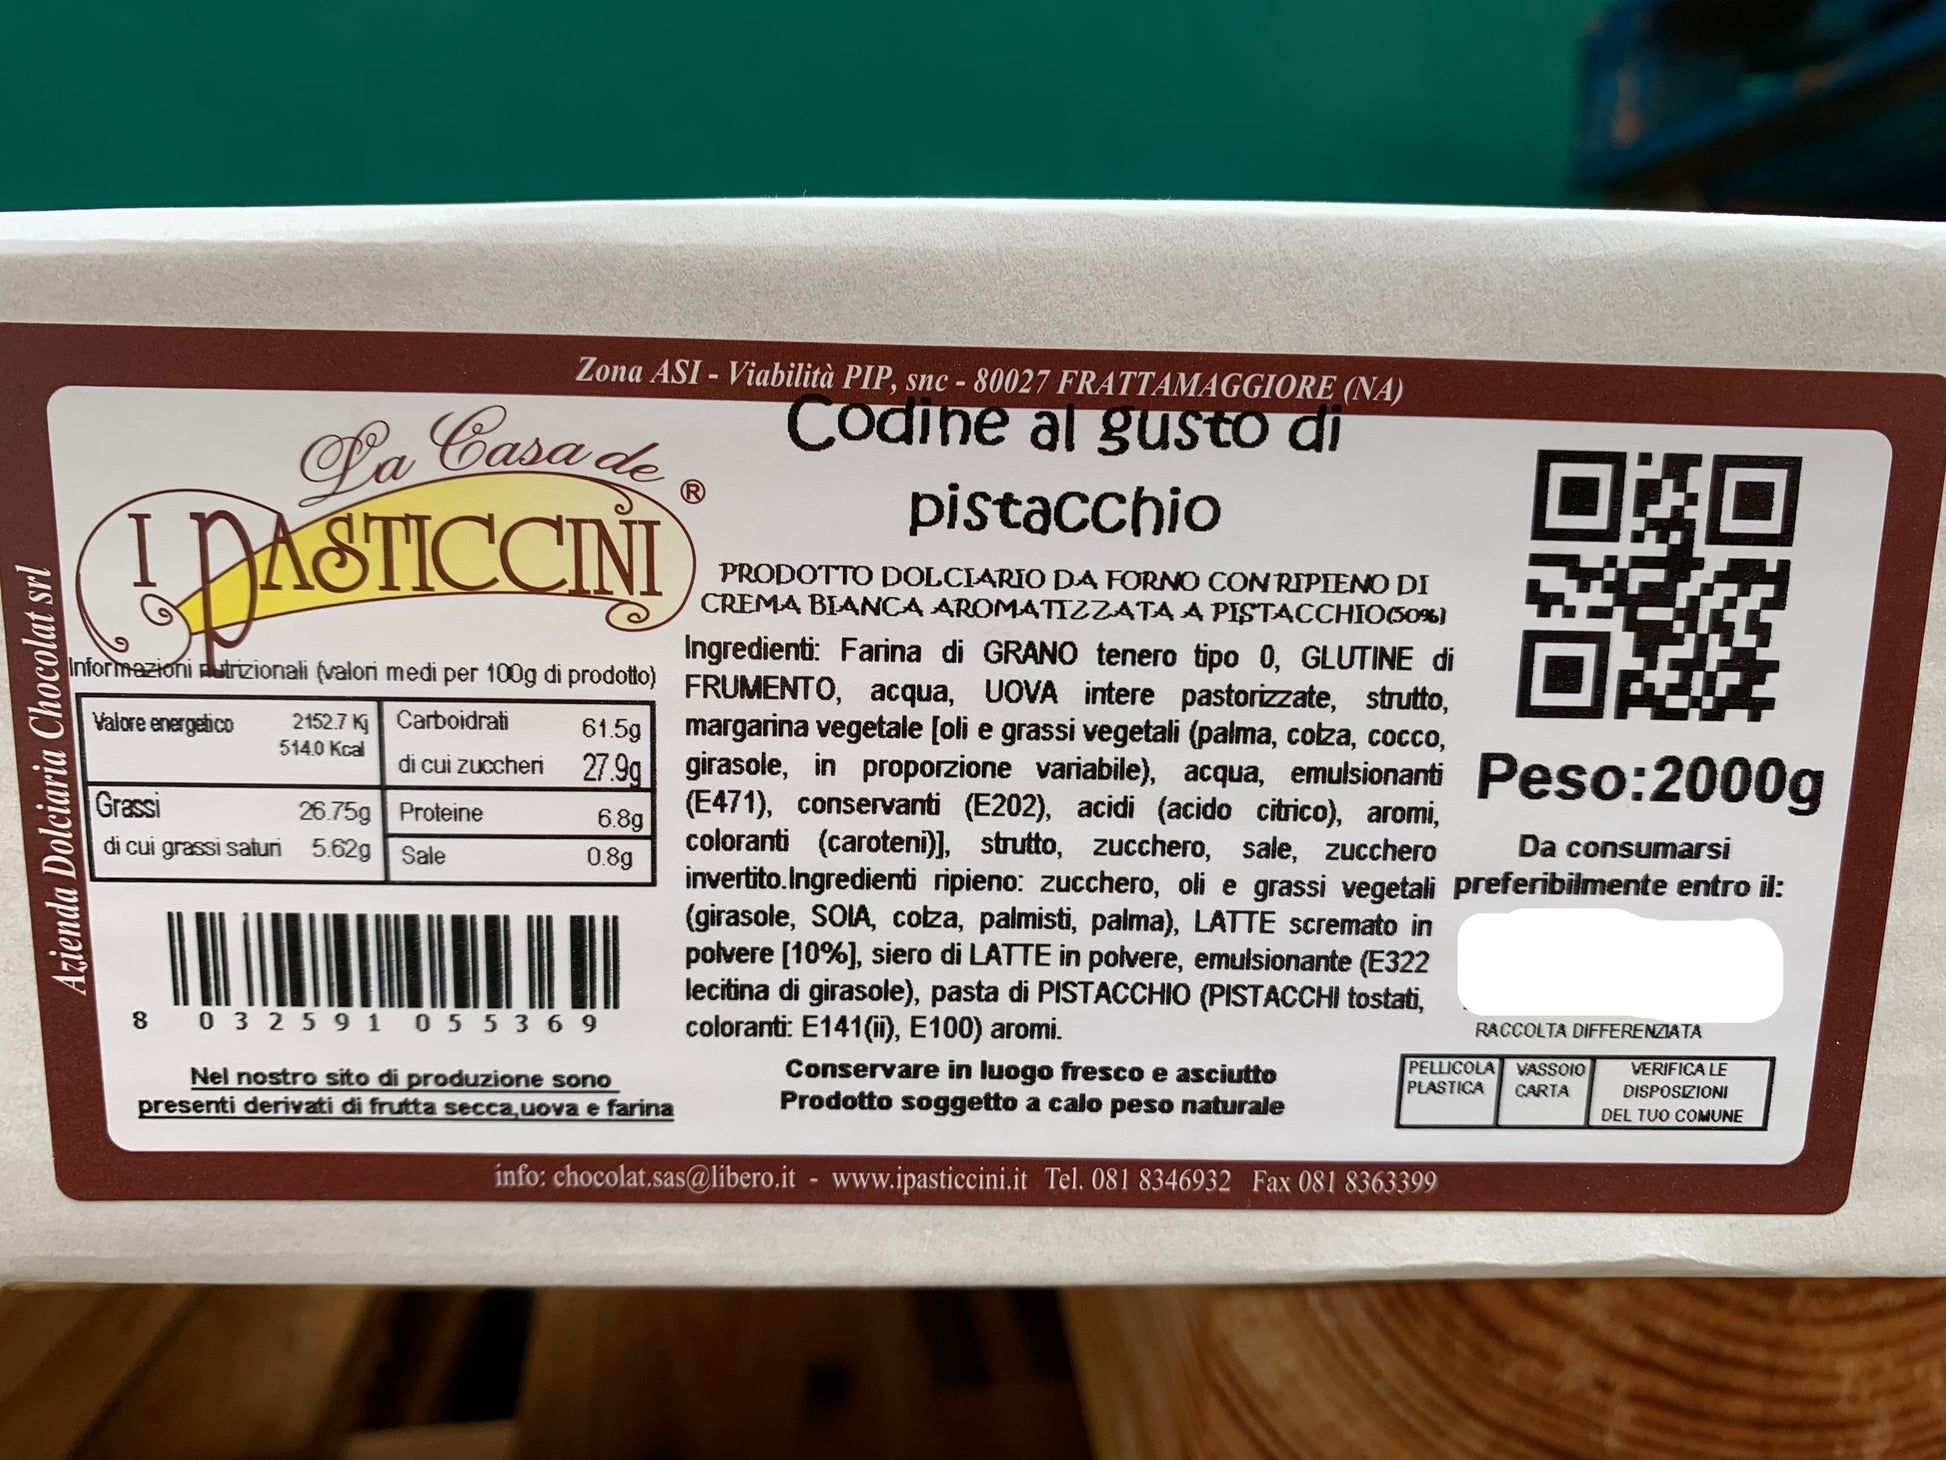 Zona ASI - Viabilità PIP, snc - 80027 FRATTAMAGGIORE (NA)
Azienda Dolciaria Chocolat srl
La Casa de ®
I PASTICCINI
Codine al gusto di
pistacchio
PRODOTTO DOLCIARIO DA FORNO CON RIPIENO DI
CREMA BIANCA AROMATIZZATA A PISTACCHIO(50%)
Informazioni nutrizionali (valori medi per 100g di prodotto)
Valore energetico 2152.7 Kj
514.0 Kcal
Grassi 26.75g
di cui grassi saturi 5.62g
Carboidrati 61.5g
di cui zuccheri 27.9g
Proteine 6.8g
Sale 0.8g
8 032591 055369
Nel nostro sito di produzione sono
presenti derivati di frutta secca,uova e farina
Ingredienti: Farina di GRANO tenero tipo 0, GLUTINE di
FRUMENTO, acqua, UOVA intere pastorizzate, strutto,
margarina vegetale [oli e grassi vegetali (palma, colza, cocco,
girasole, in proporzione variabile), acqua, emulsionanti
(E471), conservanti (E202), acidi (acido citrico), aromi,
coloranti (caroteni)], strutto, zucchero, sale, zucchero
invertito.Ingredienti ripieno: zucchero, oli e grassi vegetali
(girasole, SOIA, colza, palmisti, palma), LATTE scremato in
polvere [10%], siero di LATTE in polvere, emulsionante (E322
lecitina di girasole), pasta di PISTACCHIO (PISTACCHI tostati,
coloranti: E141(ii), E100) aromi.
Conservare in luogo fresco e asciutto
Prodotto soggetto a calo peso naturale
Peso:2000g
Da consumarsi
preferibilmente entro il:
RACCOLTA DIFFERENZIATA
PELLICOLA
PLASTICA
VASSOIO
CARTA
VERIFICA LE
DISPOSIZIONI
DEL TUO COMUNE
info: chocolat.sas@libero.it - www.ipasticcini.it Tel. 081 8346932 Fax 081 8363399